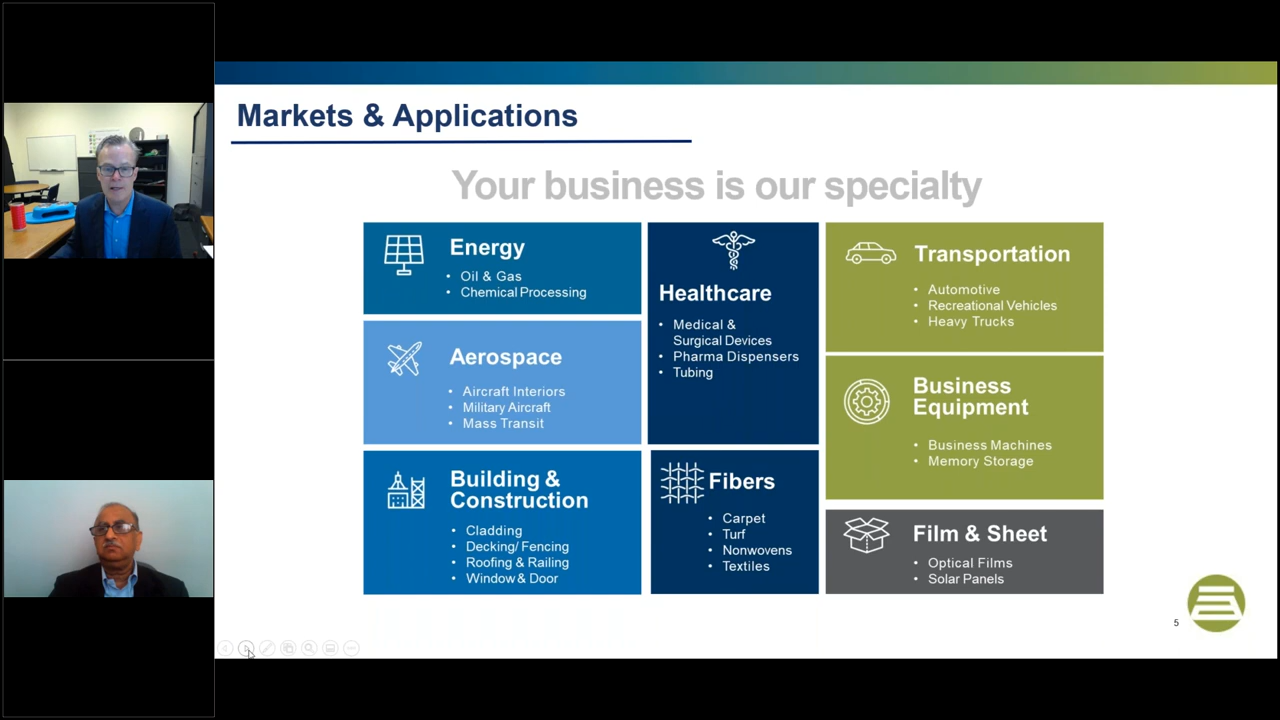 Markets & Applications
Your business is our specialty
Energy
• Oil & Gas
• Chemical Processing
Aerospace
• Aircraft Interiors
• Military Aircraft
• Mass Transit
Building &
Construction
• Cladding
• Decking/ Fencing
• Roofing & Railing
• Window & Door
Healthcare
• Medical &
Surgical Devices
• Pharma Dispensers
• Tubing
Fibers
• Carpet
• Turf
• Nonwovens
• Textiles
Transportation
• Automotive
• Recreational Vehicles
• Heavy Trucks
Business
Equipment
• Business Machines
• Memory Storage
Film & Sheet
• Optical Films
• Solar Panels
5